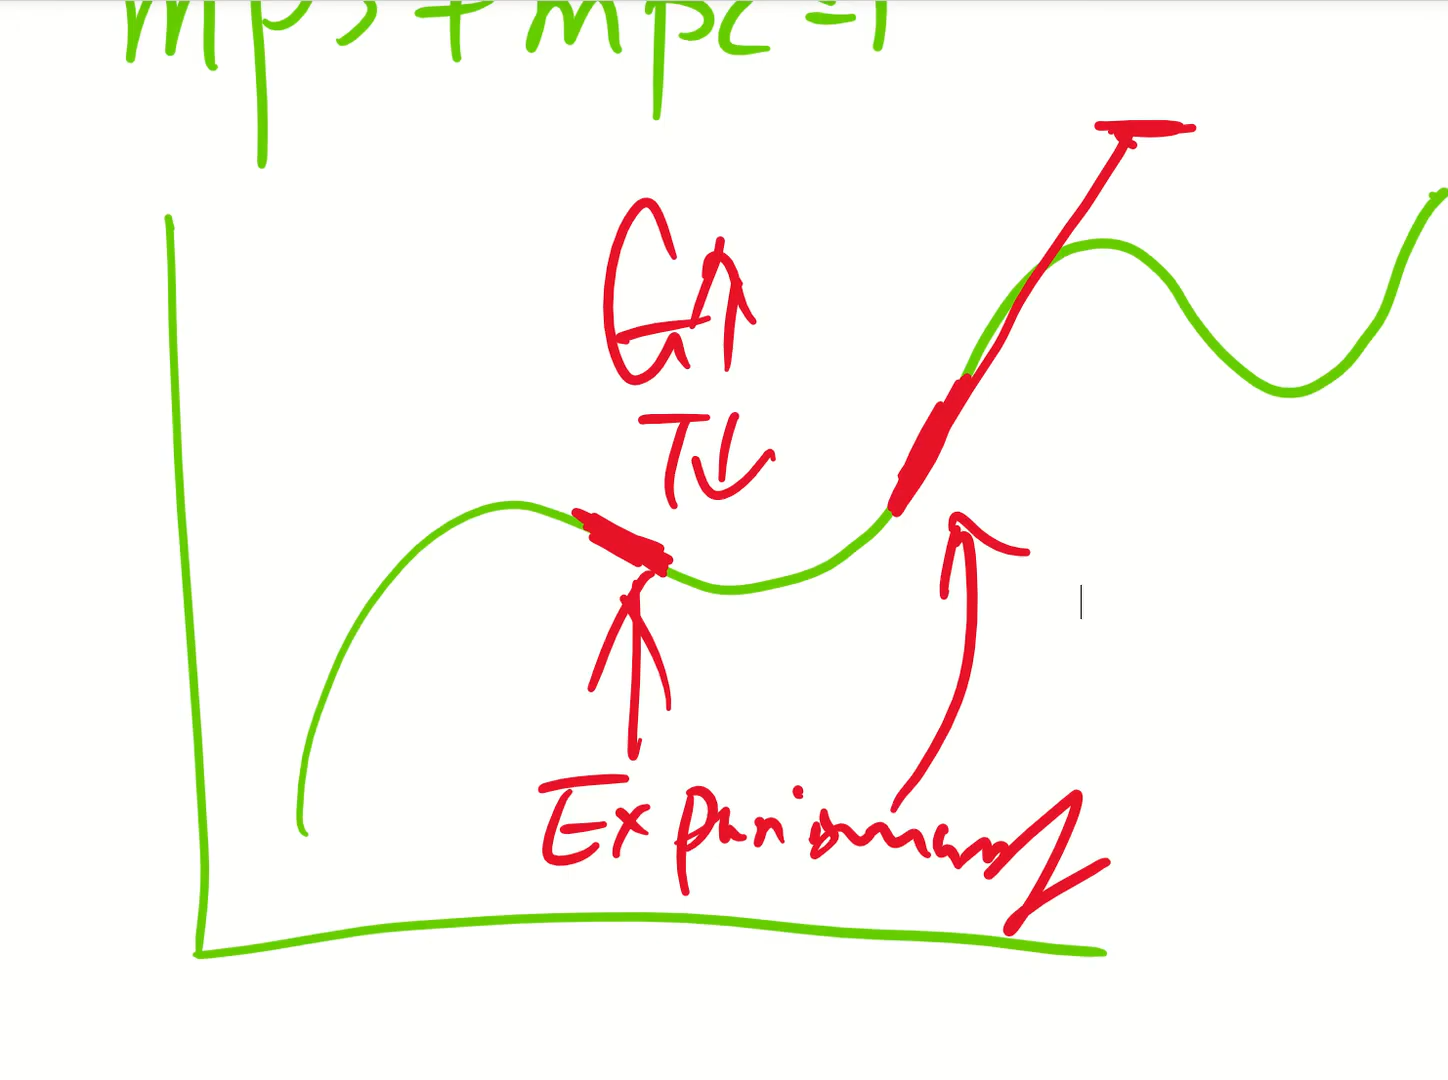 mps + mpc = 1
G↑
T↓
Expansionary